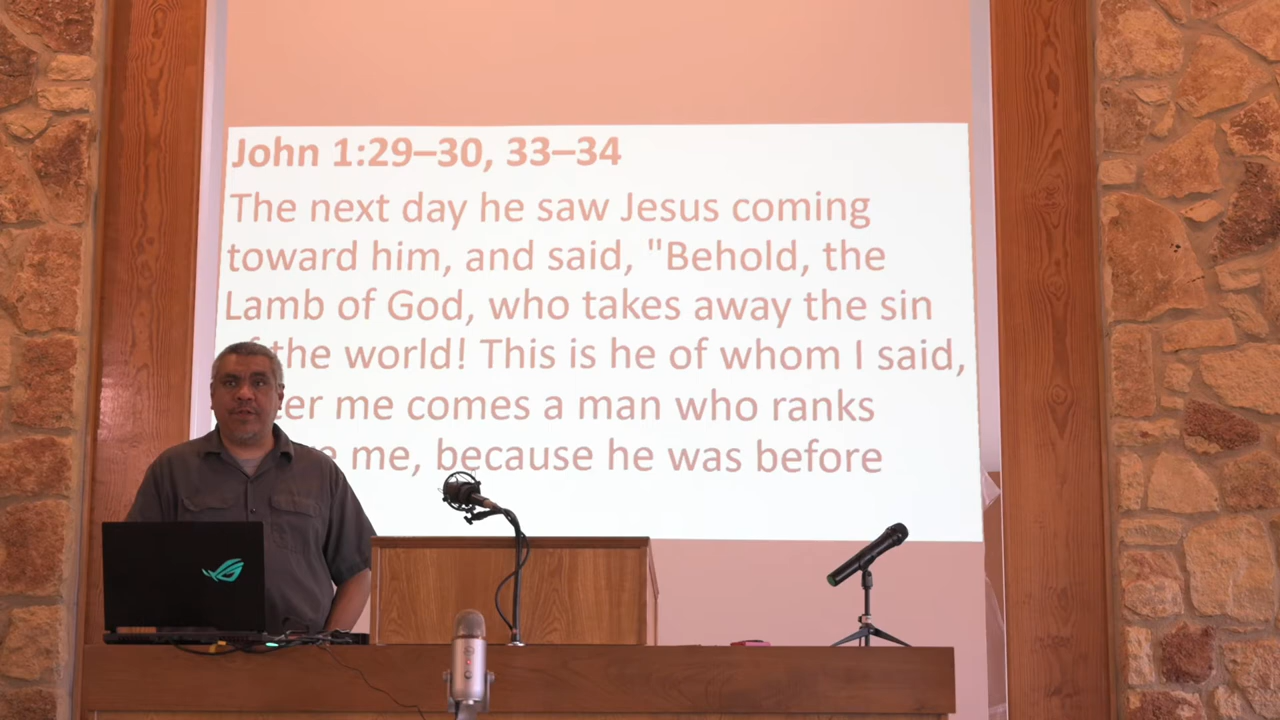 John 1:29–30, 33–34
The next day he saw Jesus coming
toward him, and said, "Behold, the
Lamb of God, who takes away the sin
the world! This is he of whom I said,
me comes a man who ranks
me, because he was before